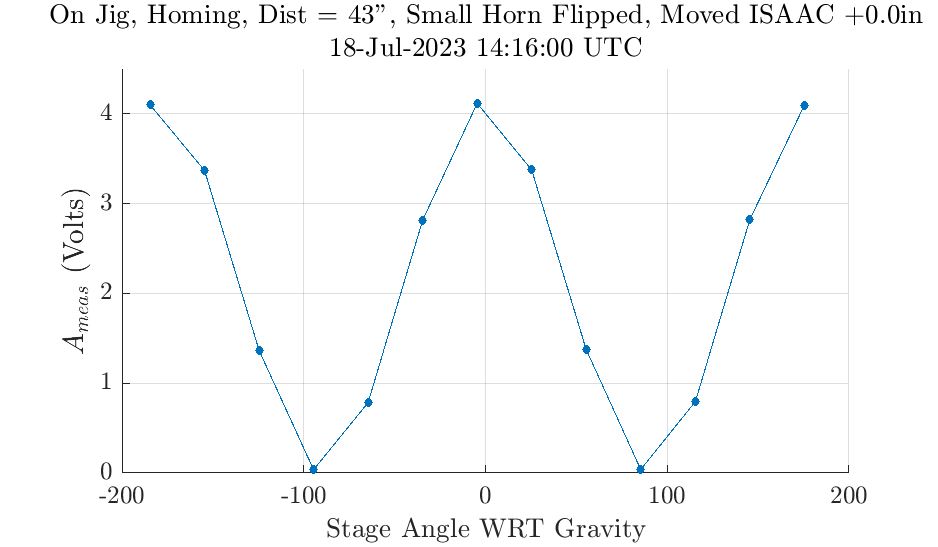 On Jig, Homing, Dist = 43”, Small Horn Flipped, Moved ISAAC +0.0in
18-Jul-2023 14:16:00 UTC
4
3
2
1
0
A_meas (Volts)
-200 -100 0 100 200
Stage Angle WRT Gravity